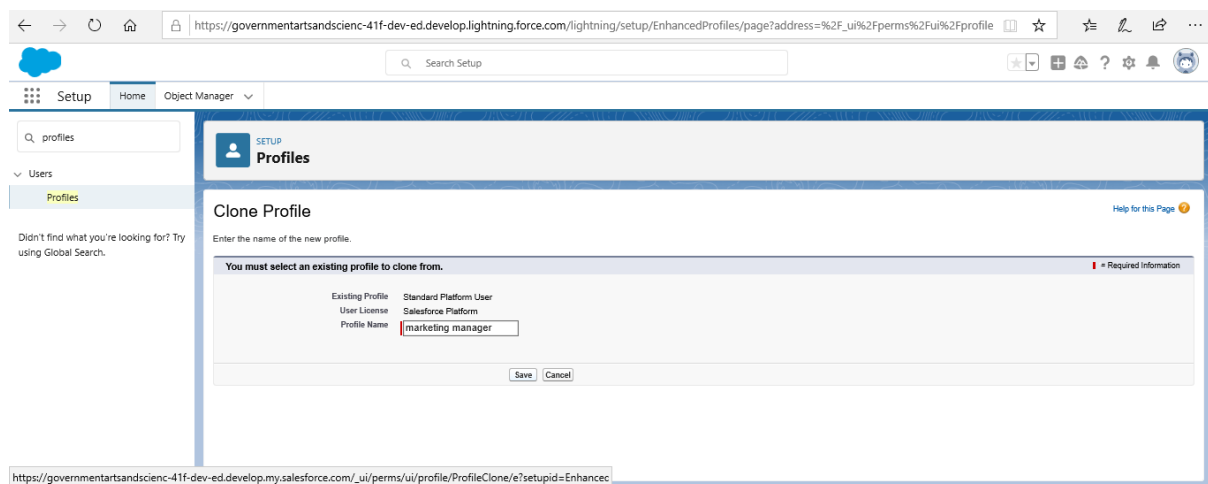 https://governmentartsandscienc-41f-dev-ed.develop.lightning.force.com/lightning/setup/EnhancedProfiles/page?address=%2F_ui%2Fperms%2Fui%2Fprofile
Search Setup
Setup Home Object Manager
profiles
Users
Profiles
Didn't find what you're looking for? Try
using Global Search.
SETUP
Profiles
Clone Profile
Help for this Page
Enter the name of the new profile.
You must select an existing profile to clone from.
= Required Information
Existing Profile Standard Platform User
User License Salesforce Platform
Profile Name marketing manager
Save Cancel
https://governmentartsandscienc-41f-dev-ed.develop.my.salesforce.com/_ui/perms/ui/profile/ProfileClone/e?setupid=Enhancec